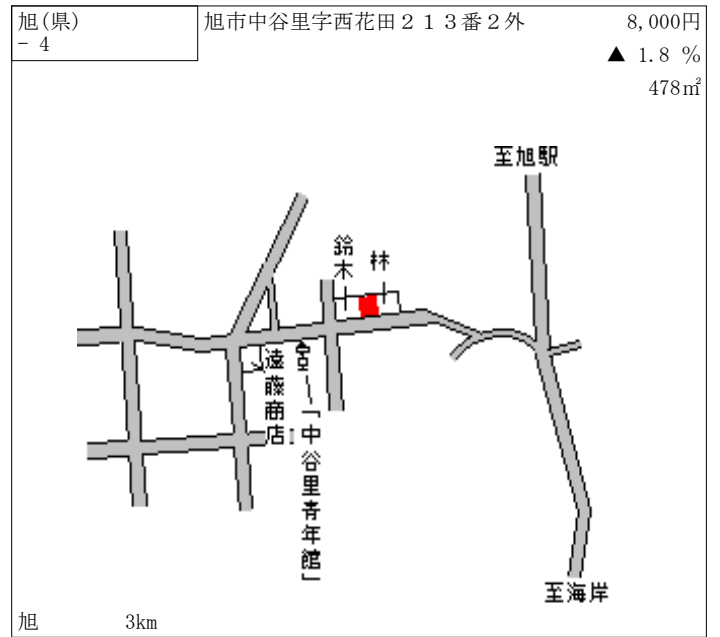 旭(県)
- 4
旭市中谷里字西花田２１３番２外
8,000円
▲ 1.8 %
478㎡
至旭駅
鈴木
林
遠藤商店
宮
「中谷里青年館」
至海岸
旭 3km